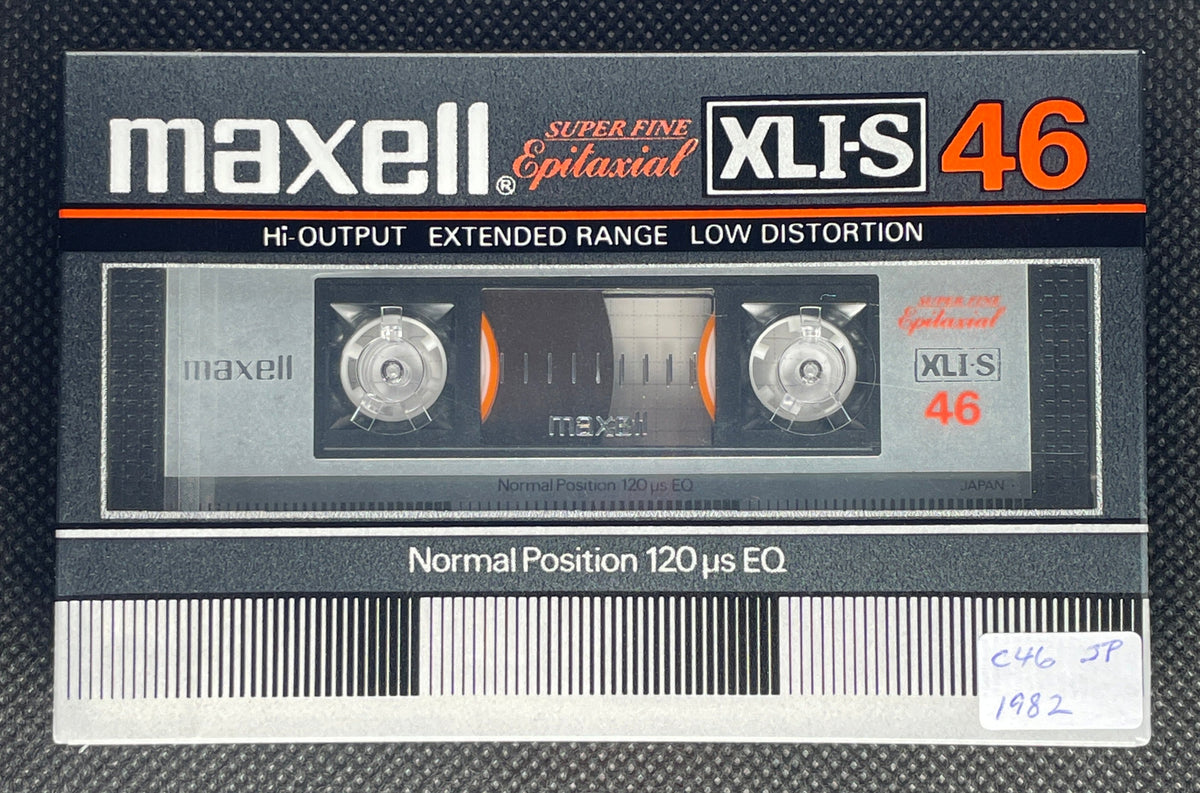 maxell® SUPER FINE Epitaxial XLI-S 46
Hi-OUTPUT EXTENDED RANGE LOW DISTORTION
SUPER FINE
Epitaxial
maxell
XLI-S
46
maxell
Normal Position 120 μs EQ
JAPAN
Normal Position 120 μs EQ
C46 JP
1982